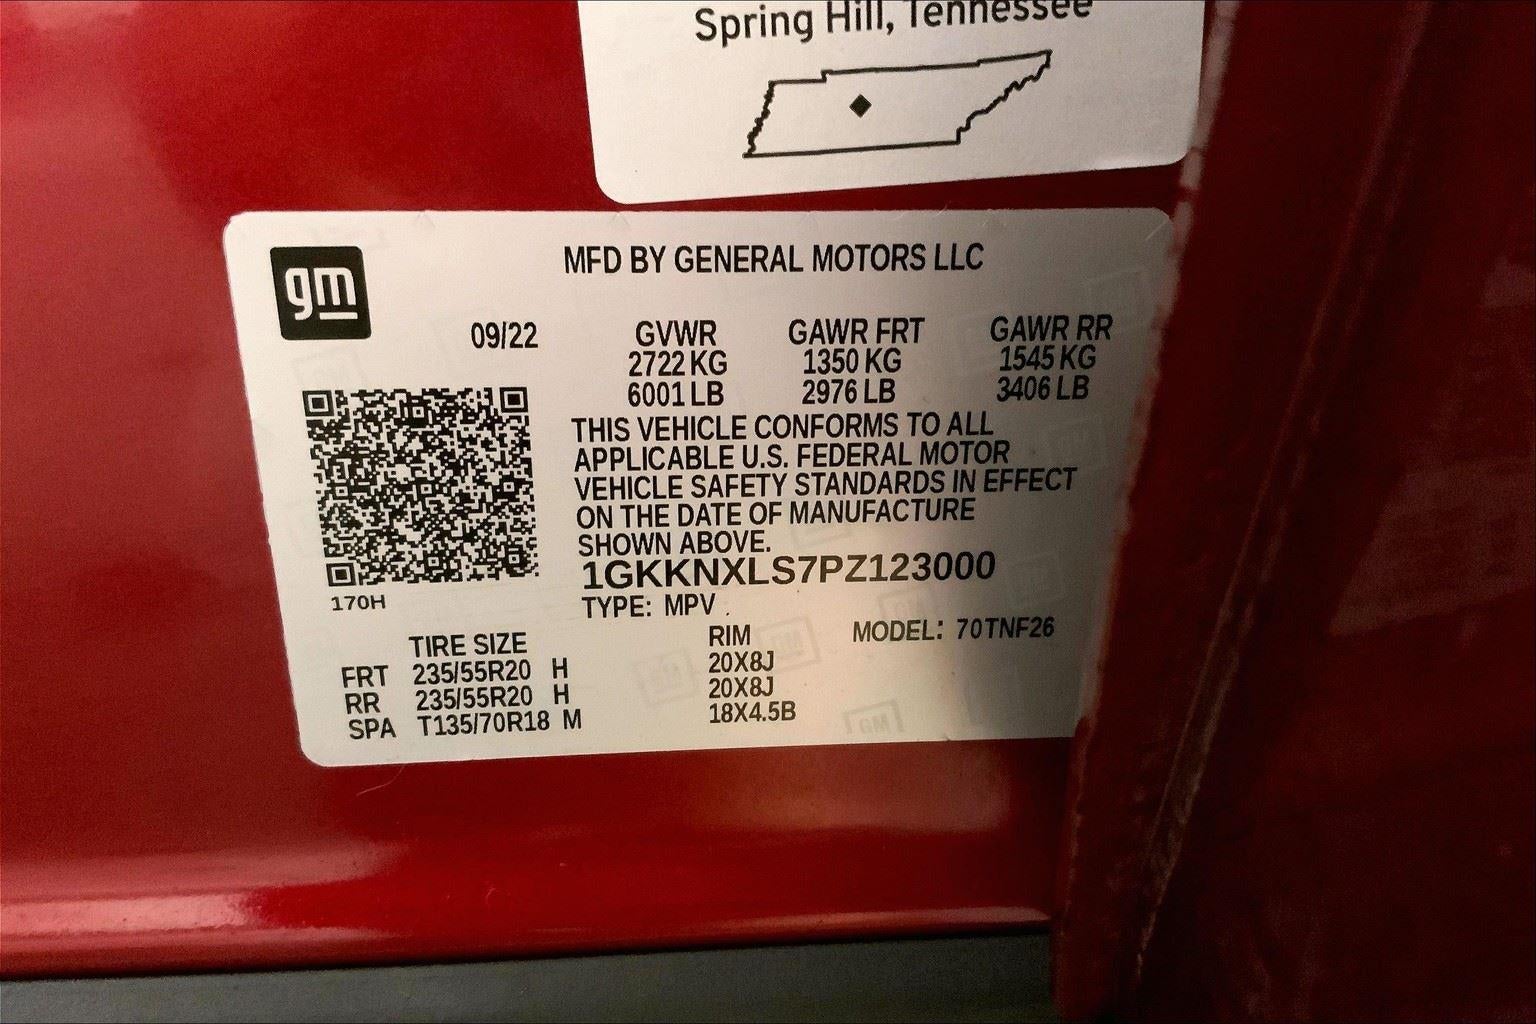 Spring Hill, Tennessee
gm
MFD BY GENERAL MOTORS LLC
09/22 GVWR GAWR FRT GAWR RR
2722 KG 1350 KG 1545 KG
6001 LB 2976 LB 3406 LB
THIS VEHICLE CONFORMS TO ALL
APPLICABLE U.S. FEDERAL MOTOR
VEHICLE SAFETY STANDARDS IN EFFECT
ON THE DATE OF MANUFACTURE
SHOWN ABOVE.
1GKKNXLS7PZ123000
170H
TYPE: MPV
MODEL: 70TNF26
TIRE SIZE RIM
FRT 235/55R20 H 20X8J
RR 235/55R20 H 20X8J
SPA T135/70R18 M 18X4.5B
GM